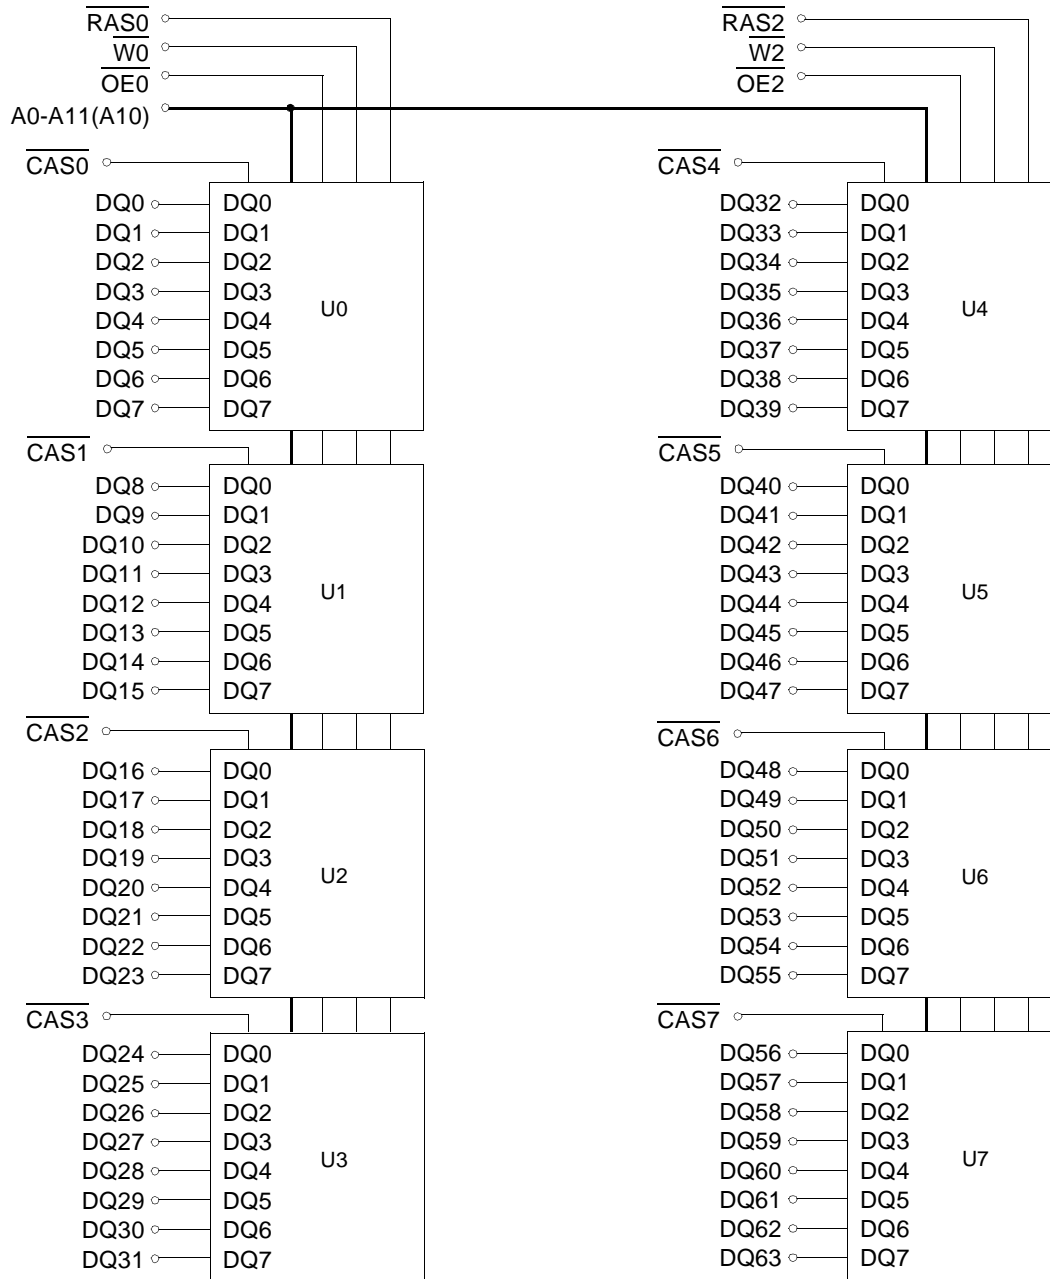 RAS0
W0
OE0
A0-A11(A10)
CAS0
DQ0 DQ0
DQ1 DQ1
DQ2 DQ2
DQ3 DQ3
DQ4 DQ4
DQ5 DQ5
DQ6 DQ6
DQ7 DQ7
U0
CAS1
DQ8 DQ0
DQ9 DQ1
DQ10 DQ2
DQ11 DQ3
DQ12 DQ4
DQ13 DQ5
DQ14 DQ6
DQ15 DQ7
U1
CAS2
DQ16 DQ0
DQ17 DQ1
DQ18 DQ2
DQ19 DQ3
DQ20 DQ4
DQ21 DQ5
DQ22 DQ6
DQ23 DQ7
U2
CAS3
DQ24 DQ0
DQ25 DQ1
DQ26 DQ2
DQ27 DQ3
DQ28 DQ4
DQ29 DQ5
DQ30 DQ6
DQ31 DQ7
U3
RAS2
W2
OE2
CAS4
DQ32 DQ0
DQ33 DQ1
DQ34 DQ2
DQ35 DQ3
DQ36 DQ4
DQ37 DQ5
DQ38 DQ6
DQ39 DQ7
U4
CAS5
DQ40 DQ0
DQ41 DQ1
DQ42 DQ2
DQ43 DQ3
DQ44 DQ4
DQ45 DQ5
DQ46 DQ6
DQ47 DQ7
U5
CAS6
DQ48 DQ0
DQ49 DQ1
DQ50 DQ2
DQ51 DQ3
DQ52 DQ4
DQ53 DQ5
DQ54 DQ6
DQ55 DQ7
U6
CAS7
DQ56 DQ0
DQ57 DQ1
DQ58 DQ2
DQ59 DQ3
DQ60 DQ4
DQ61 DQ5
DQ62 DQ6
DQ63 DQ7
U7